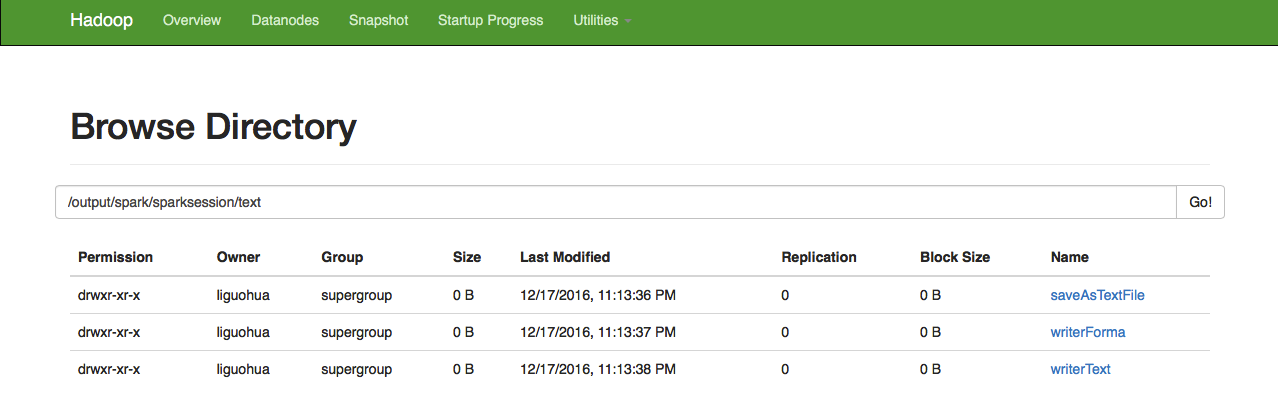 Hadoop Overview Datanodes Snapshot Startup Progress Utilities
Browse Directory
/output/spark/sparksession/text Go!
Permission Owner Group Size Last Modified Replication Block Size Name
drwxr-xr-x liguohua supergroup 0 B 12/17/2016, 11:13:36 PM 0 0 B saveAsTextFile
drwxr-xr-x liguohua supergroup 0 B 12/17/2016, 11:13:37 PM 0 0 B writerForma
drwxr-xr-x liguohua supergroup 0 B 12/17/2016, 11:13:38 PM 0 0 B writerText